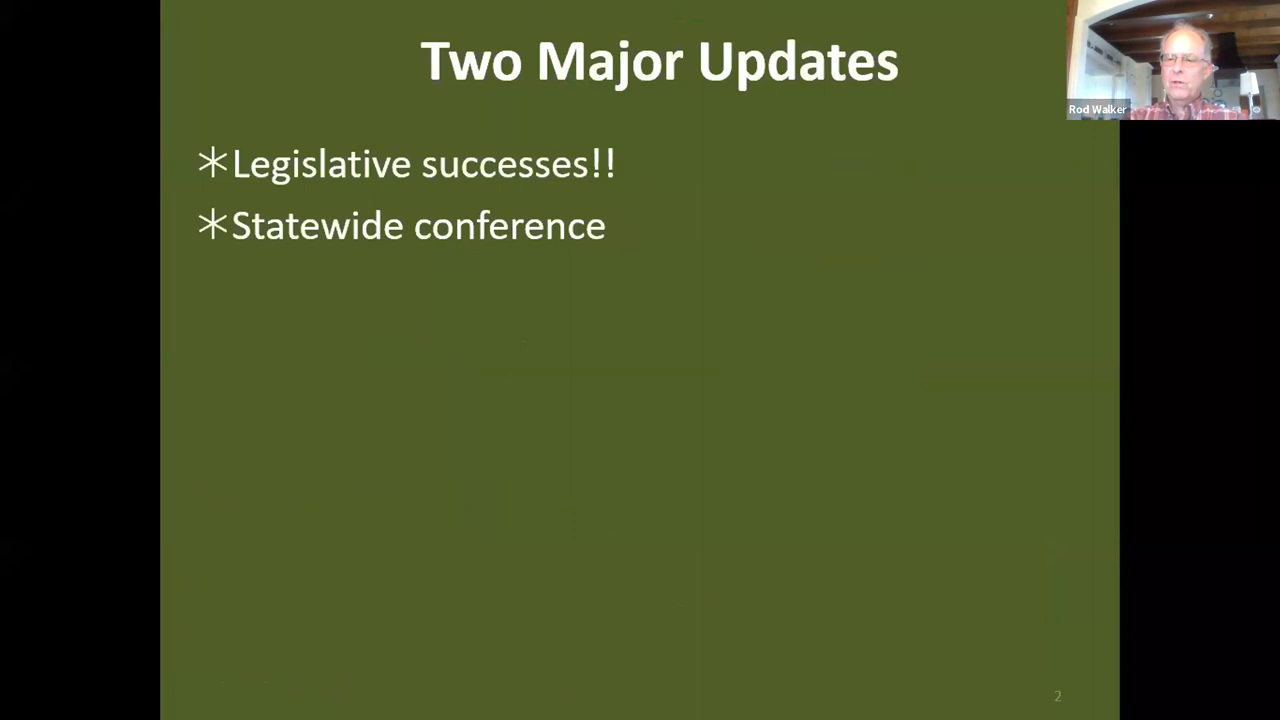 Two Major Updates
Rod Walker
*Legislative successes!!
*Statewide conference
2